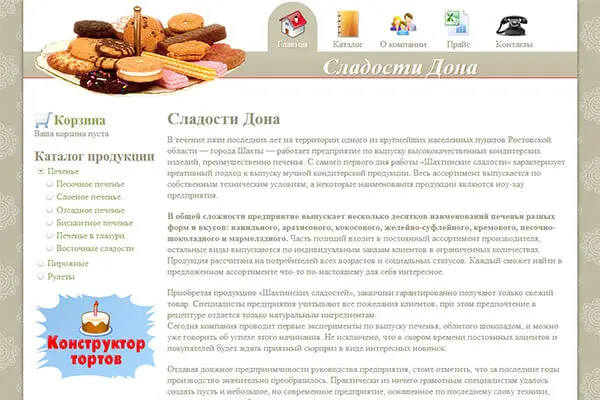 Главная Каталог О компании Прайс Контакты
Сладости Дона
Корзина
Ваша корзина пуста
Каталог продукции
Печенье
Песочное печенье
Слоеное печенье
Отсадное печенье
Бисквитное печенье
Печенье в глазури
Восточные сладости
Пирожные
Рулеты
Конструктор
тортов
Сладости Дона
В течение пяти последних лет на территории одного из крупнейших населенных пунктов Ростовской
области — города Шахты — работает предприятие по выпуску высококачественных кондитерских
изделий, преимущественно печенья. С самого первого дня работы «Шахтинские сладости» характеризует
креативный подход к выпуску мучной кондитерской продукции. Весь ассортимент выпускается по
собственным техническим условиям, а некоторые наименования продукции являются ноу-хау
предприятия.
В общей сложности предприятие выпускает несколько десятков наименований печенья разных
форм и вкусов: ванильного, арахисового, кокосового, желейно-суфлейного, кремового, песочно-
шоколадного и мармеладного. Часть позиций входит в постоянный ассортимент производителя,
остальные виды выпускаются по индивидуальным заказам клиентов в ограниченных количествах.
Продукция рассчитана на потребителей всех возрастов и социальных статусов. Каждый сможет найти в
предложенном ассортименте что-то по-настоящему для себя интересное.
Приобретая продукцию «Шахтинских сладостей», заказчики гарантированно получают только свежий
товар. Специалисты предприятия учитывают все пожелания клиентов, при этом предпочтение в
рецептуре отдается только натуральным ингредиентам.
Сегодня компания проводит первые эксперименты по выпуску печенья, облитого шоколадом, и можно
уже говорить об успехе этого начинания. Не исключено, что в скором времени постоянных клиентов и
покупателей будет ждать приятный сюрприз в виде интересных новинок.
Отдавая должное предприимчивости руководства предприятия, стоит отметить, что за последние годы
производство значительно преобразилось. Практически из ничего грамотным специалистам удалось
создать пусть и небольшое, но современное предприятие, оснащенное по последнему слову техники,